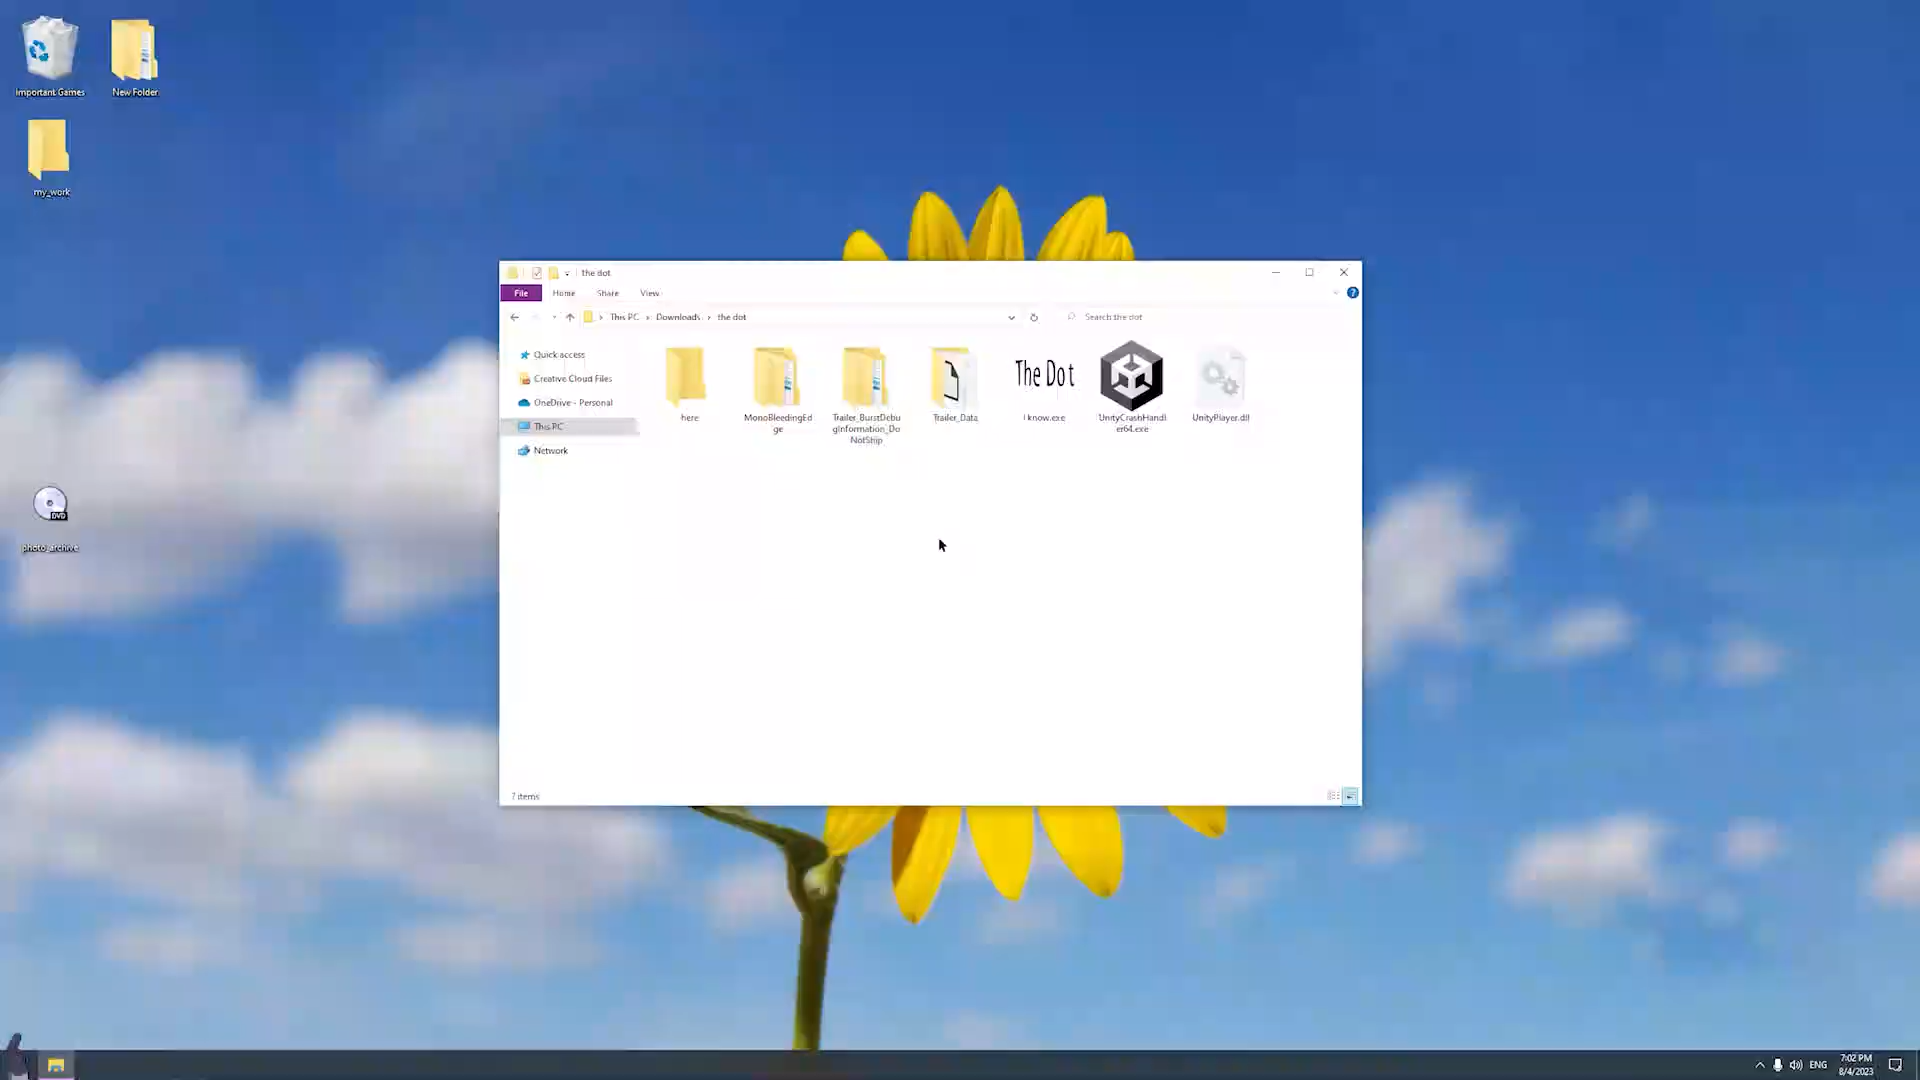 Important Games
New Folder
my_work
photo_archive
the dot
File
Home
Share
View
This PC
Downloads
the dot
Search the dot
Quick access
Creative Cloud Files
OneDrive - Personal
This PC
Network
The Dot
here
MonoBleedingEd
ge
Trailer_BurstDebu
gInformation_Do
NotShip
Trailer_Data
I know.exe
UnityCrashHandl
er64.exe
UnityPlayer.dll
DVD
7 items
ENG
7:02 PM
8/4/2023